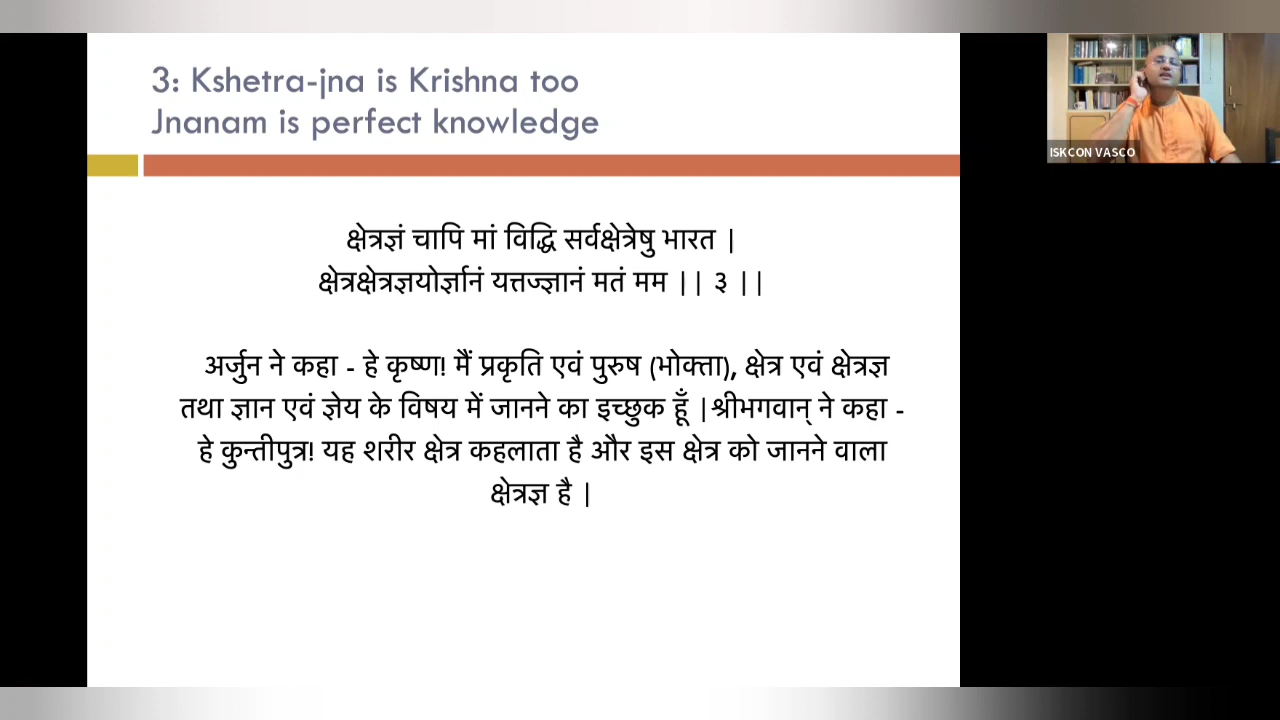 3: Kshetra-jna is Krishna too
Jnanam is perfect knowledge
ISKCON VASCO
क्षेत्रज्ञं चापि मां विद्धि सर्वक्षेत्रेषु भारत |
क्षेत्रक्षेत्रज्ञयोर्ज्ञानं यत्तज्ज्ञानं मतं मम || ३ ||
अर्जुन ने कहा - हे कृष्ण! मैं प्रकृति एवं पुरुष (भोक्ता), क्षेत्र एवं क्षेत्रज्ञ
तथा ज्ञान एवं ज्ञेय के विषय में जानने का इच्छुक हूँ |श्रीभगवान् ने कहा -
हे कुन्तीपुत्र! यह शरीर क्षेत्र कहलाता है और इस क्षेत्र को जानने वाला
क्षेत्रज्ञ है |